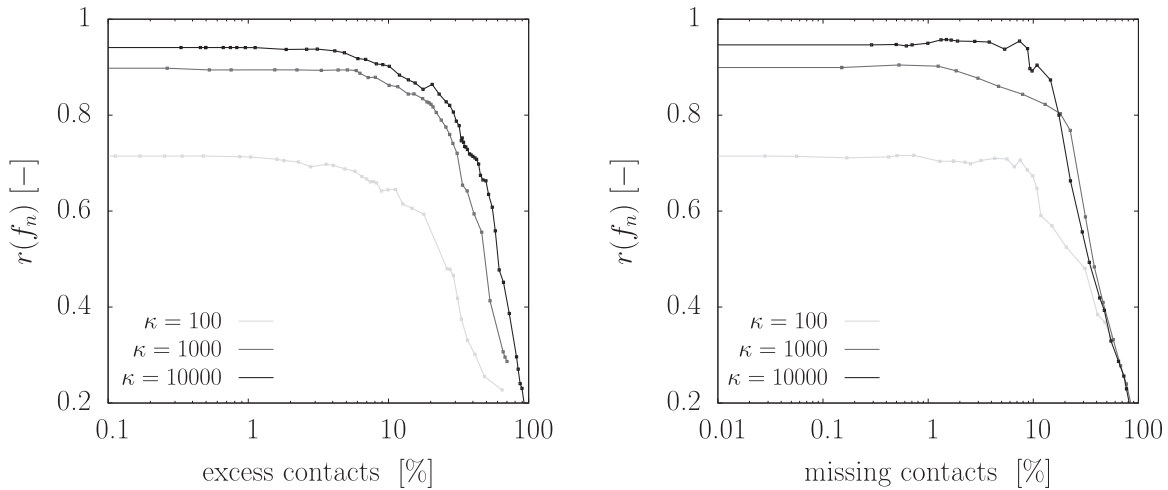 1
0.8
0.6
0.4
0.2
r(fn) [−]
κ = 100
κ = 1000
κ = 10000
0.1 1 10 100
excess contacts [%]
1
0.8
0.6
0.4
0.2
r(fn) [−]
κ = 100
κ = 1000
κ = 10000
0.01 0.1 1 10 100
missing contacts [%]